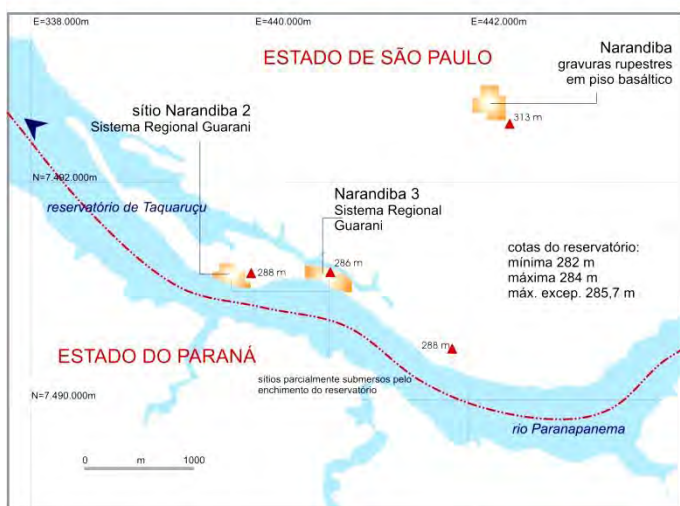 E=338.000m
E=440.000m
E=442.000m
ESTADO DE SÃO PAULO
Narandiba
gravuras rupestres
em piso basáltico
sítio Narandiba 2
Sistema Regional Guarani
313 m
N=7.492.000m
reservatório de Taquaruçu
Narandiba 3
Sistema Regional
Guarani
288 m
286 m
cotas do reservatório:
mínima 282 m
máxima 284 m
máx. excep. 285,7 m
288 m
ESTADO DO PARANÁ
sítios parcialmente submersos pelo
enchimento do reservatório
N=7.490.000m
rio Paranapanema
0 m 1000